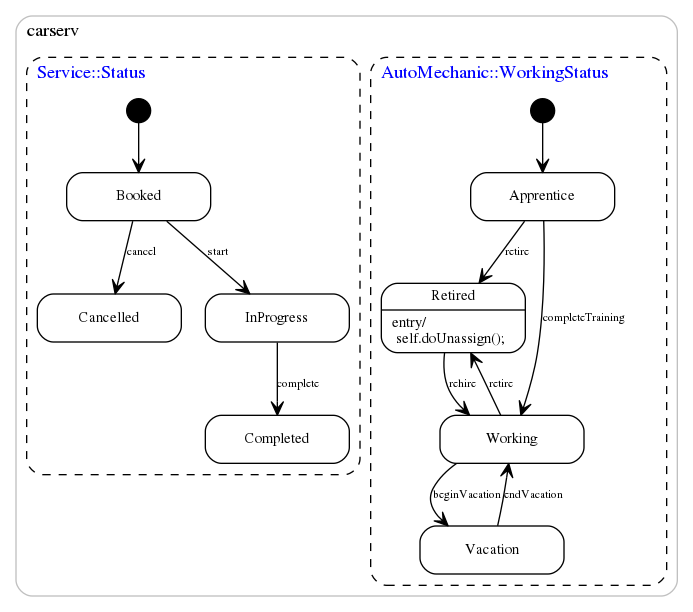 carserv
Service::Status
Booked
cancel
start
Cancelled
InProgress
complete
Completed
AutoMechanic::WorkingStatus
Apprentice
retire
Retired
entry/
self.doUnassign();
completeTraining
rehire
retire
Working
beginVacation
endVacation
Vacation